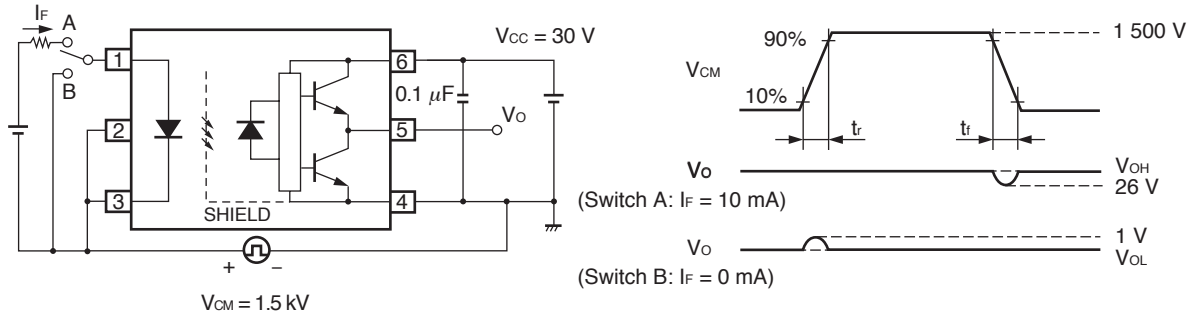 IF
A
B
1
2
3
SHIELD
6
5
4
VCC = 30 V
0.1 μF
VO
+
−
VCM = 1.5 kV
90%
10%
VCM
1 500 V
tr
tf
VO
(Switch A: IF = 10 mA)
VOH
26 V
VO
(Switch B: IF = 0 mA)
1 V
VOL